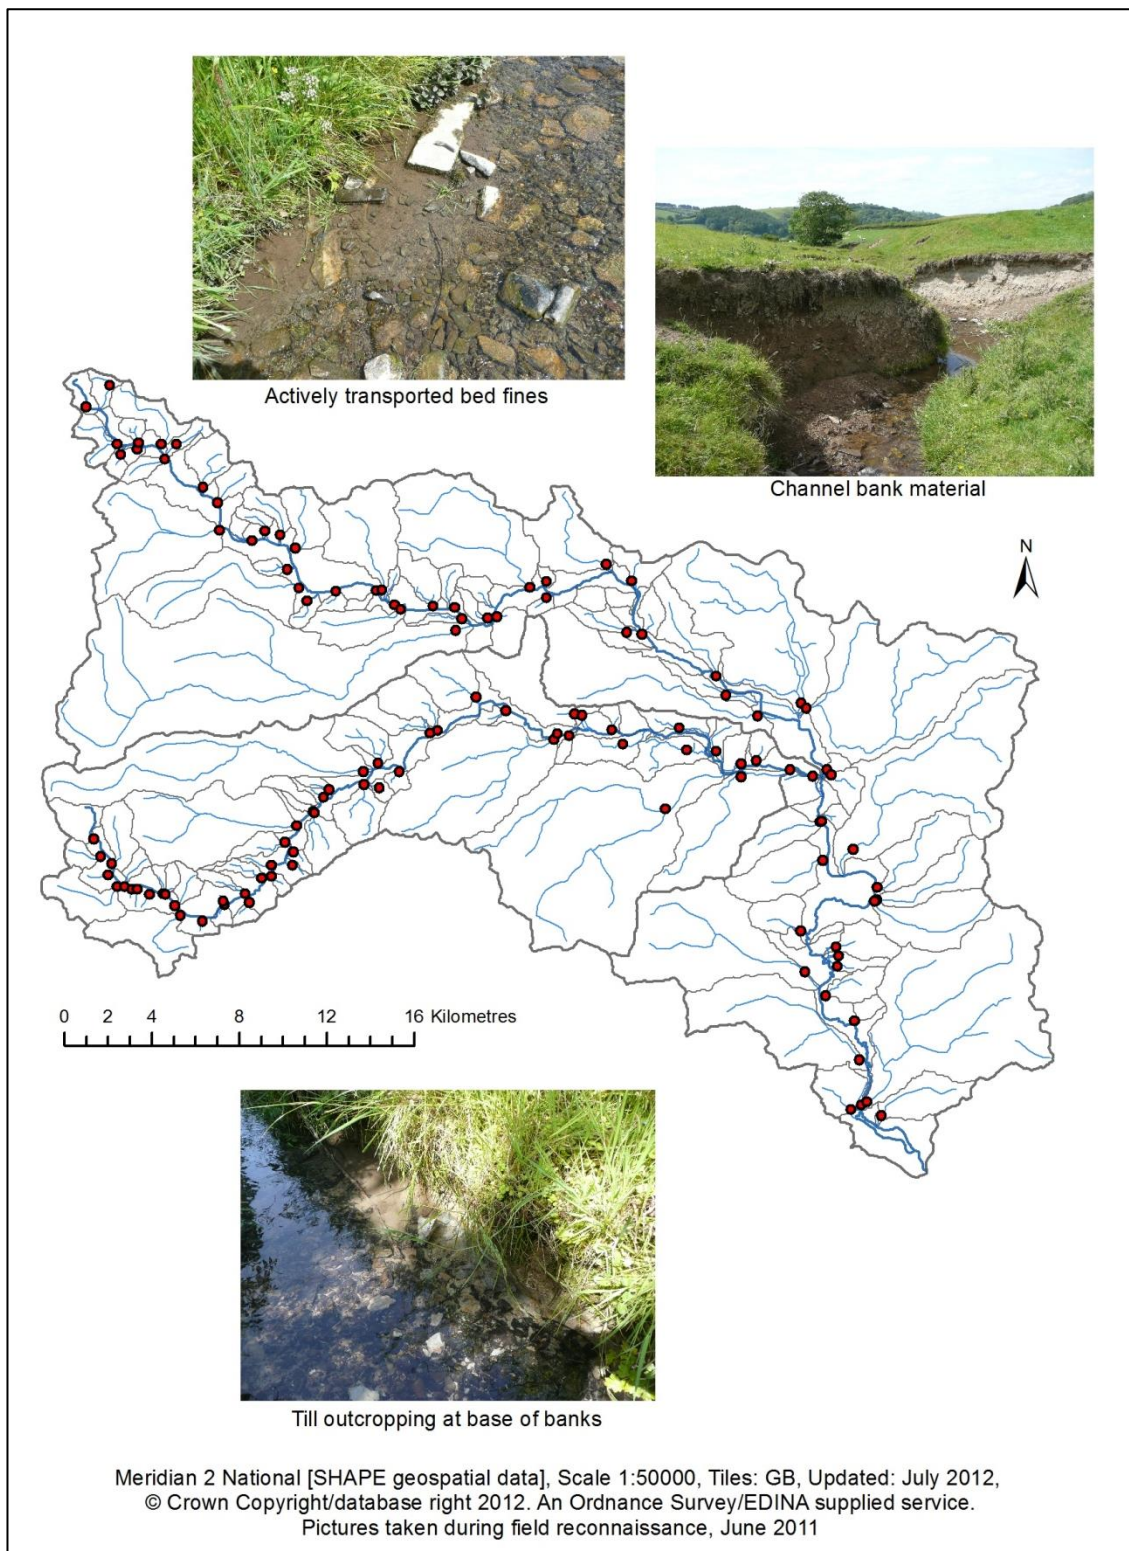 Actively transported bed fines
Channel bank material
N
0 2 4 8 12 16 Kilometres
Till outcropping at base of banks
Meridian 2 National [SHAPE geospatial data], Scale 1:50000, Tiles: GB, Updated: July 2012,
© Crown Copyright/database right 2012. An Ordnance Survey/EDINA supplied service.
Pictures taken during field reconnaissance, June 2011